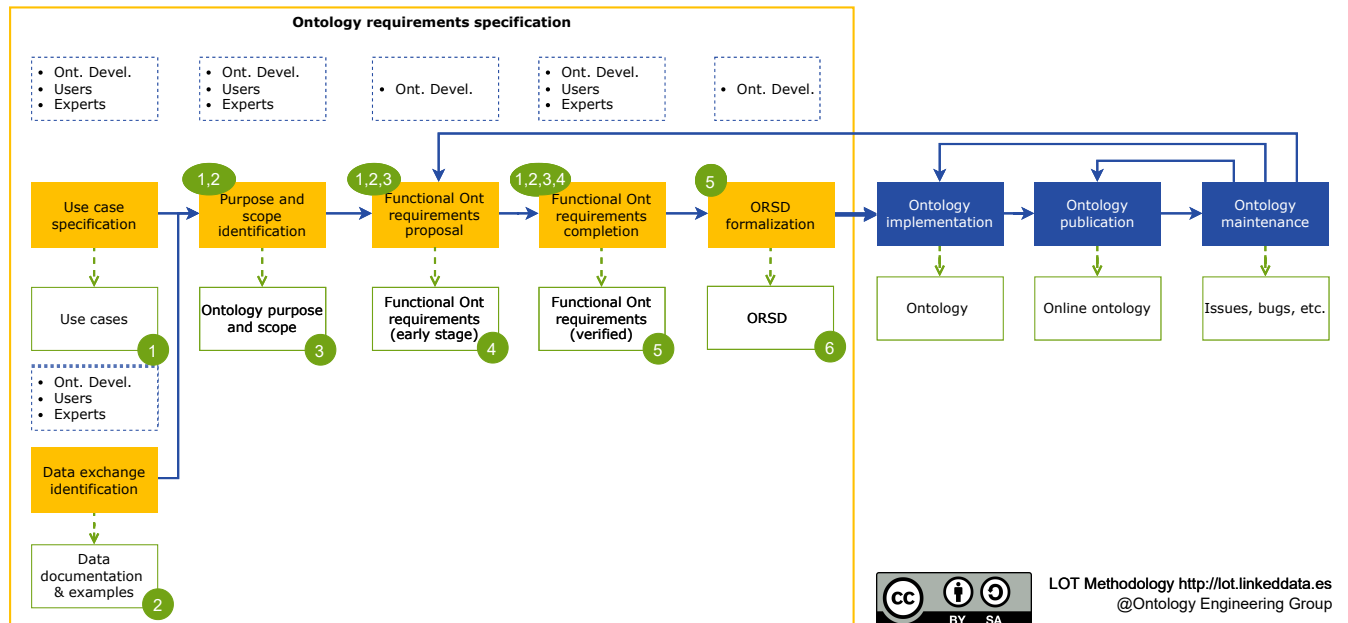 Ontology requirements specification
• Ont. Devel.
• Users
• Experts
• Ont. Devel.
• Users
• Experts
• Ont. Devel.
• Ont. Devel.
• Users
• Experts
• Ont. Devel.
Use case
specification
1,2
Purpose and
scope
identification
1,2,3
Functional Ont
requirements
proposal
1,2,3,4
Functional Ont
requirements
completion
5
ORSD
formalization
Ontology
implementation
Ontology
publication
Ontology
maintenance
Use cases
1
Ontology purpose
and scope
3
Functional Ont
requirements
(early stage)
4
Functional Ont
requirements
(verified)
5
ORSD
6
Ontology
Online ontology
Issues, bugs, etc.
• Ont. Devel.
• Users
• Experts
Data exchange
identification
Data
documentation
& examples
2
cc
BY SA
LOT Methodology http://lot.linkeddata.es
@Ontology Engineering Group